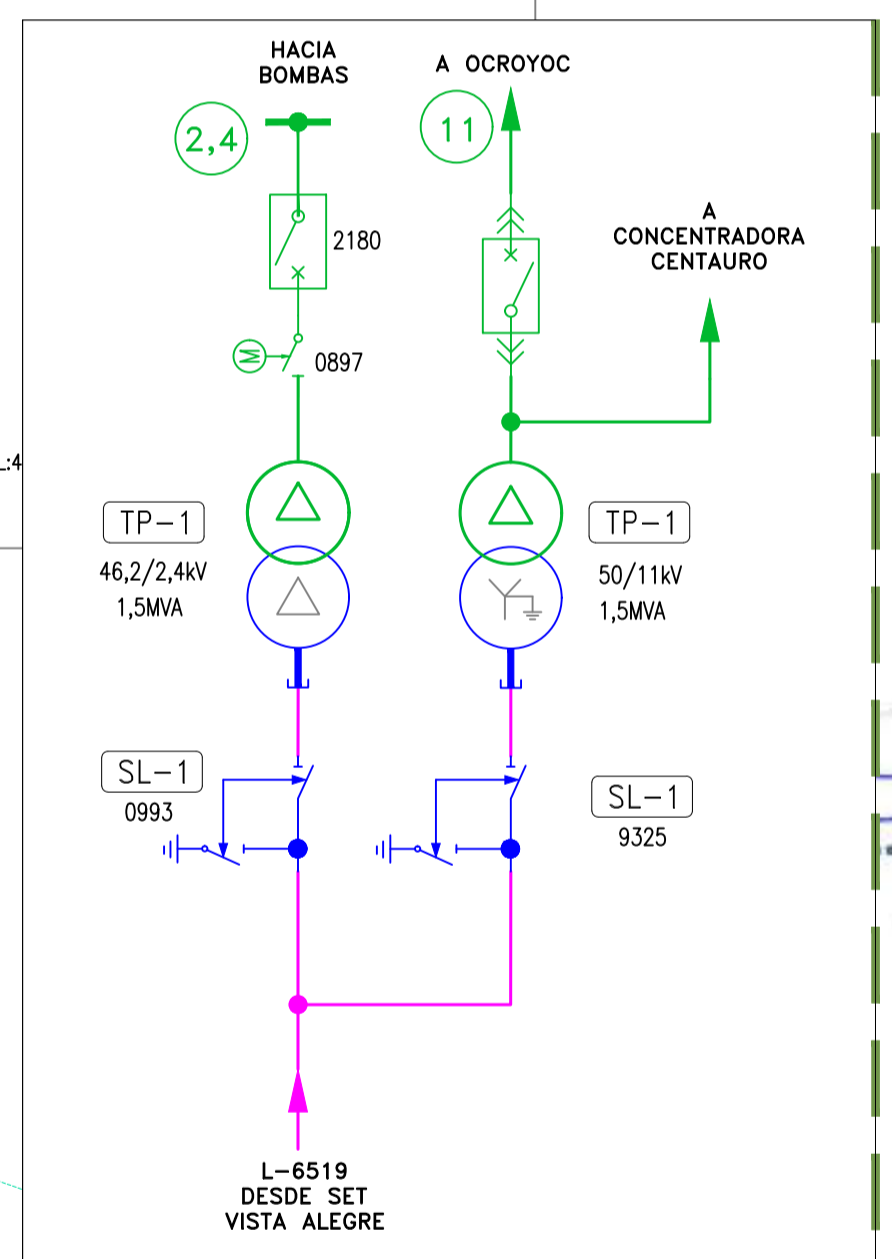 HACIA
BOMBAS
A OCROYOC
2,4
11
A
CONCENTRADORA
CENTAURO
2180
M
0897
L:4
TP-1
46,2/2,4kV
1,5MVA
TP-1
50/11kV
1,5MVA
SL-1
0993
SL-1
9325
L-6519
DESDE SET
VISTA ALEGRE